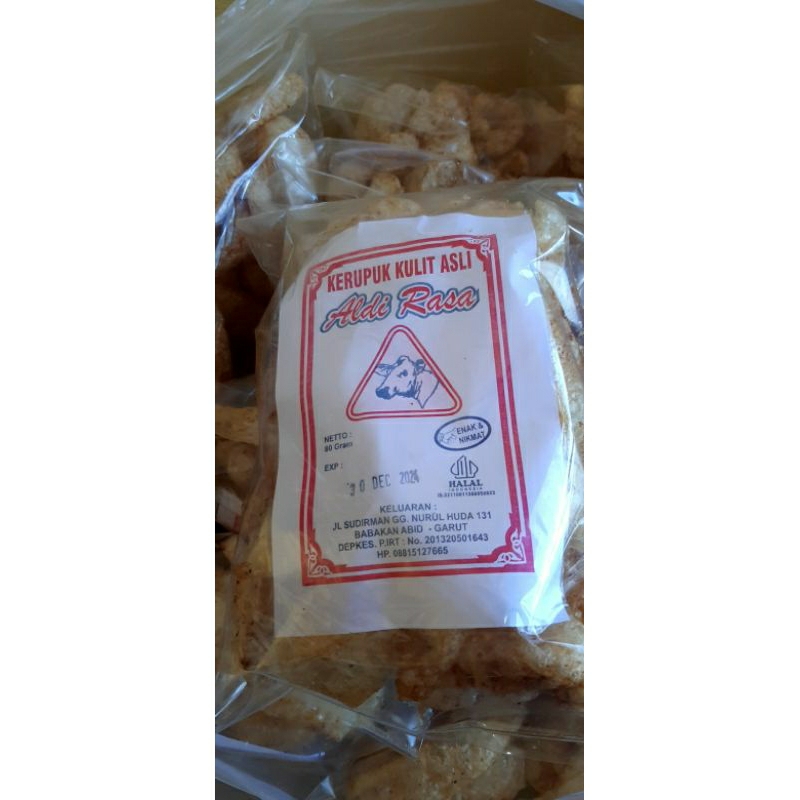 KERUPUK KULIT ASLI
Aldi Rasa
NETTO :
80 Gram
ENAK &
NIKMAT
EXP :
DEC 2024
HALAL
INDONESIA
KELUARAN :
JL SUDIRMAN GG. NURUL HUDA 131
BABAKAN ABID - GARUT
DEPKES. P.IRT : No. 201320501643
HP. 08815127665